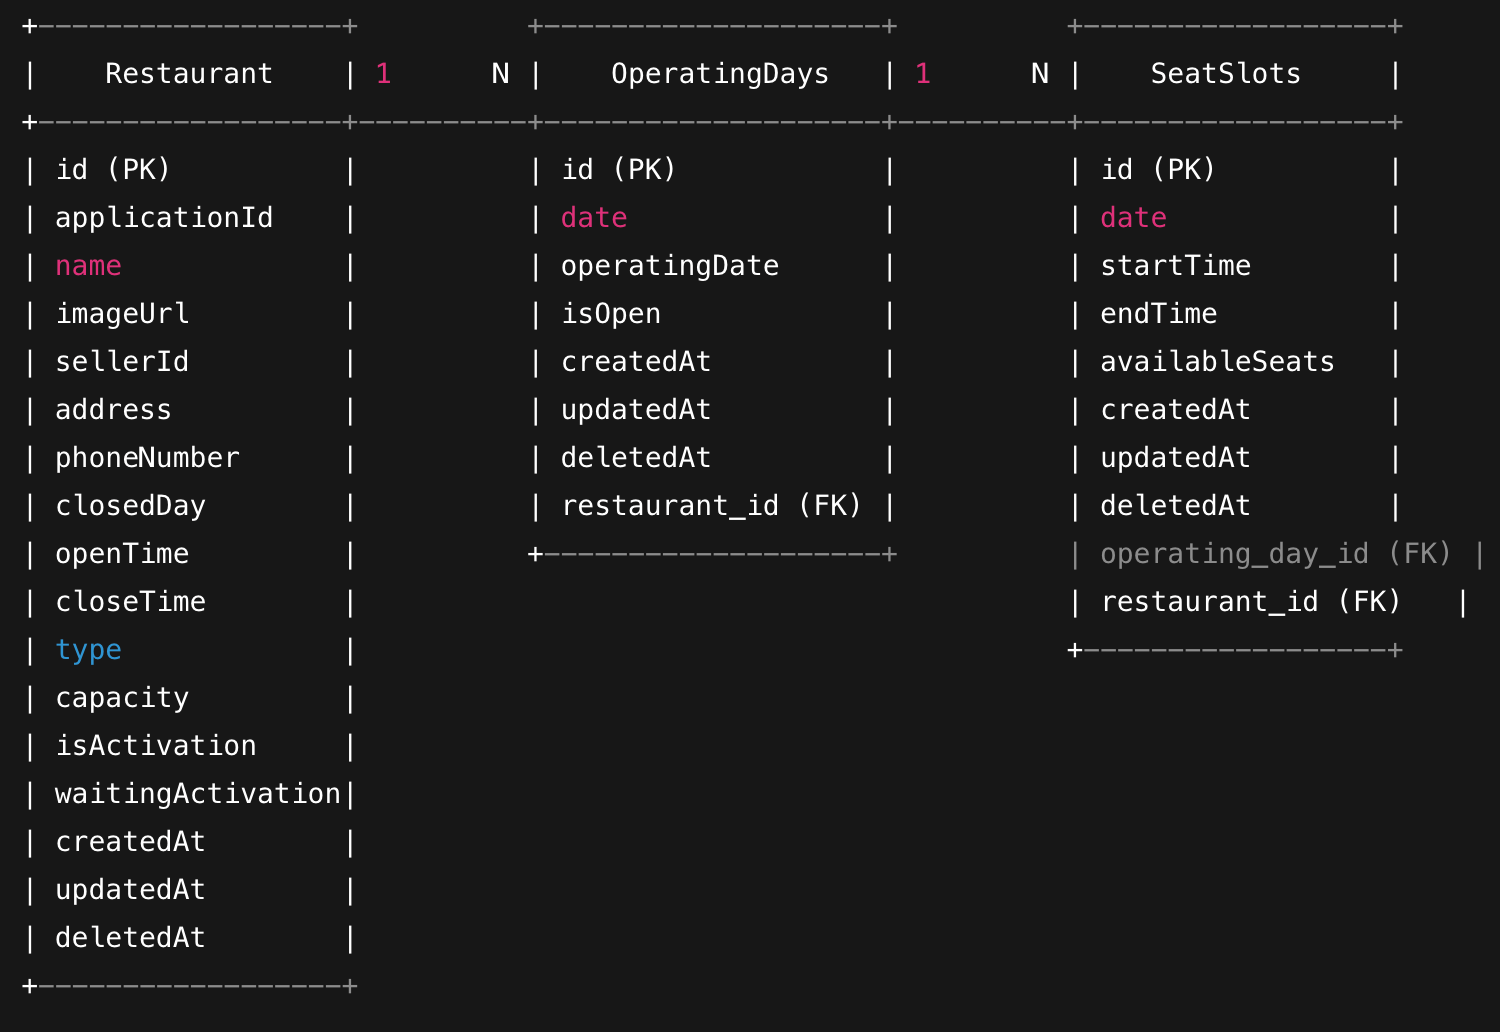 +------------------+          +--------------------+          +------------------+
|    Restaurant    | 1      N |    OperatingDays   | 1      N |    SeatSlots     |
+------------------+----------+--------------------+----------+------------------+
| id (PK)          |          | id (PK)            |          | id (PK)          |
| applicationId    |          | date               |          | date             |
| name             |          | operatingDate      |          | startTime        |
| imageUrl         |          | isOpen             |          | endTime          |
| sellerId         |          | createdAt          |          | availableSeats   |
| address          |          | updatedAt          |          | createdAt        |
| phoneNumber      |          | deletedAt          |          | updatedAt        |
| closedDay        |          | restaurant_id (FK) |          | deletedAt        |
| openTime         |          +--------------------+          | operating_day_id (FK) |
| closeTime        |                                          | restaurant_id (FK)   |
| type             |                                          +------------------+
| capacity         |
| isActivation     |
| waitingActivation|
| createdAt        |
| updatedAt        |
| deletedAt        |
+------------------+